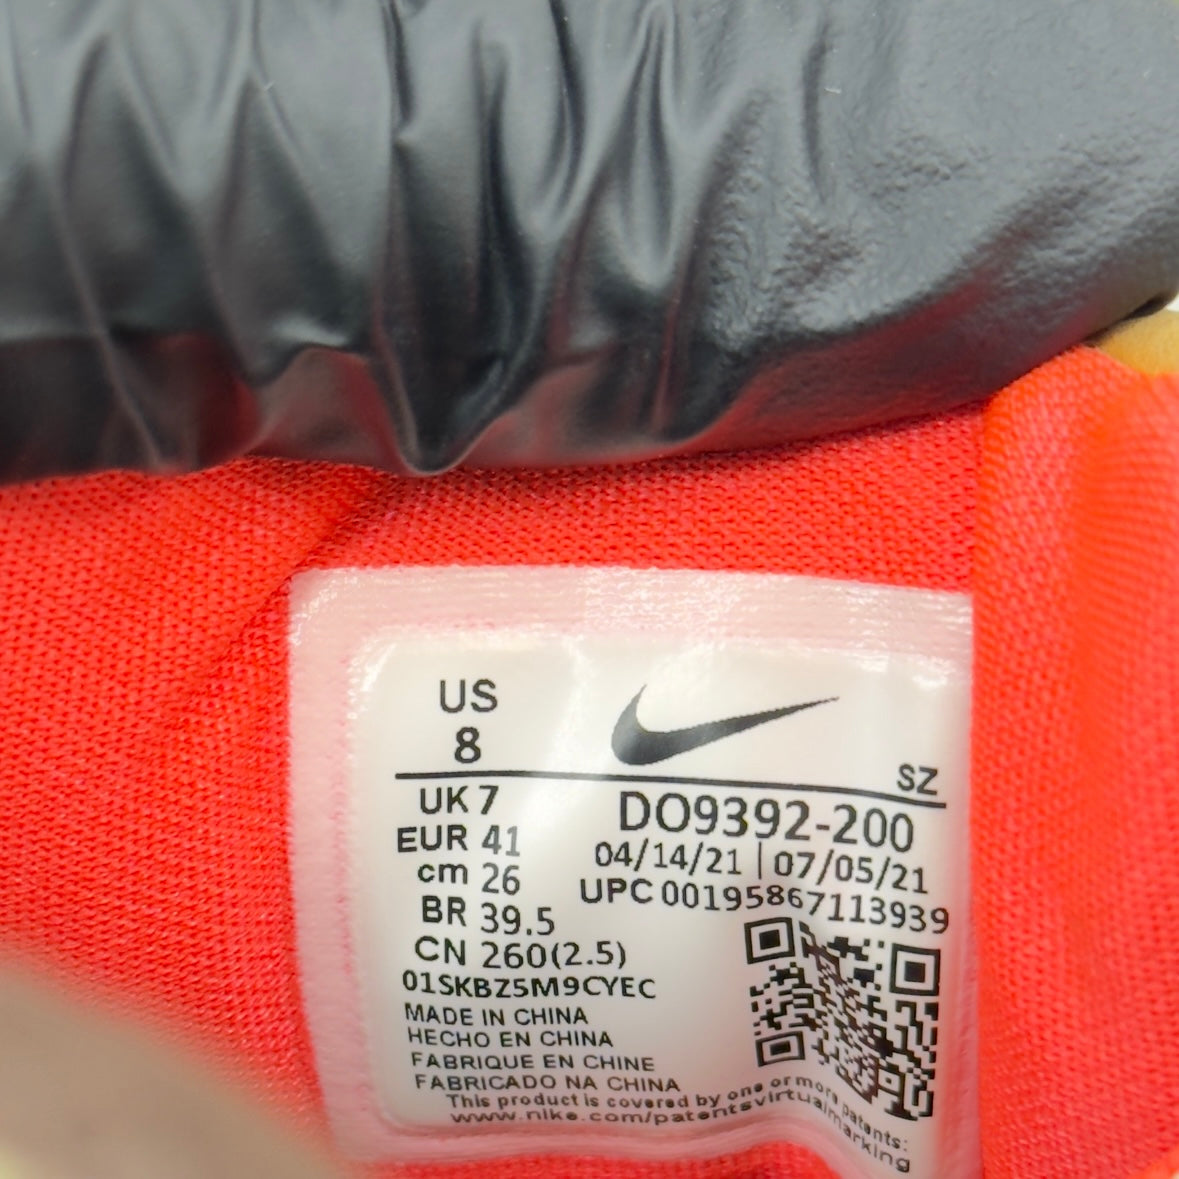 US
8
SZ
UK 7
EUR 41
cm 26
BR 39.5
CN 260(2.5)
DO9392-200
04/14/21 | 07/05/21
UPC 00195867113939
01SKBZ5M9CYEC
MADE IN CHINA
HECHO EN CHINA
FABRIQUE EN CHINE
FABRICADO NA CHINA
This product is covered by one or more patents:
www.nike.com/patentsvirtualmarking